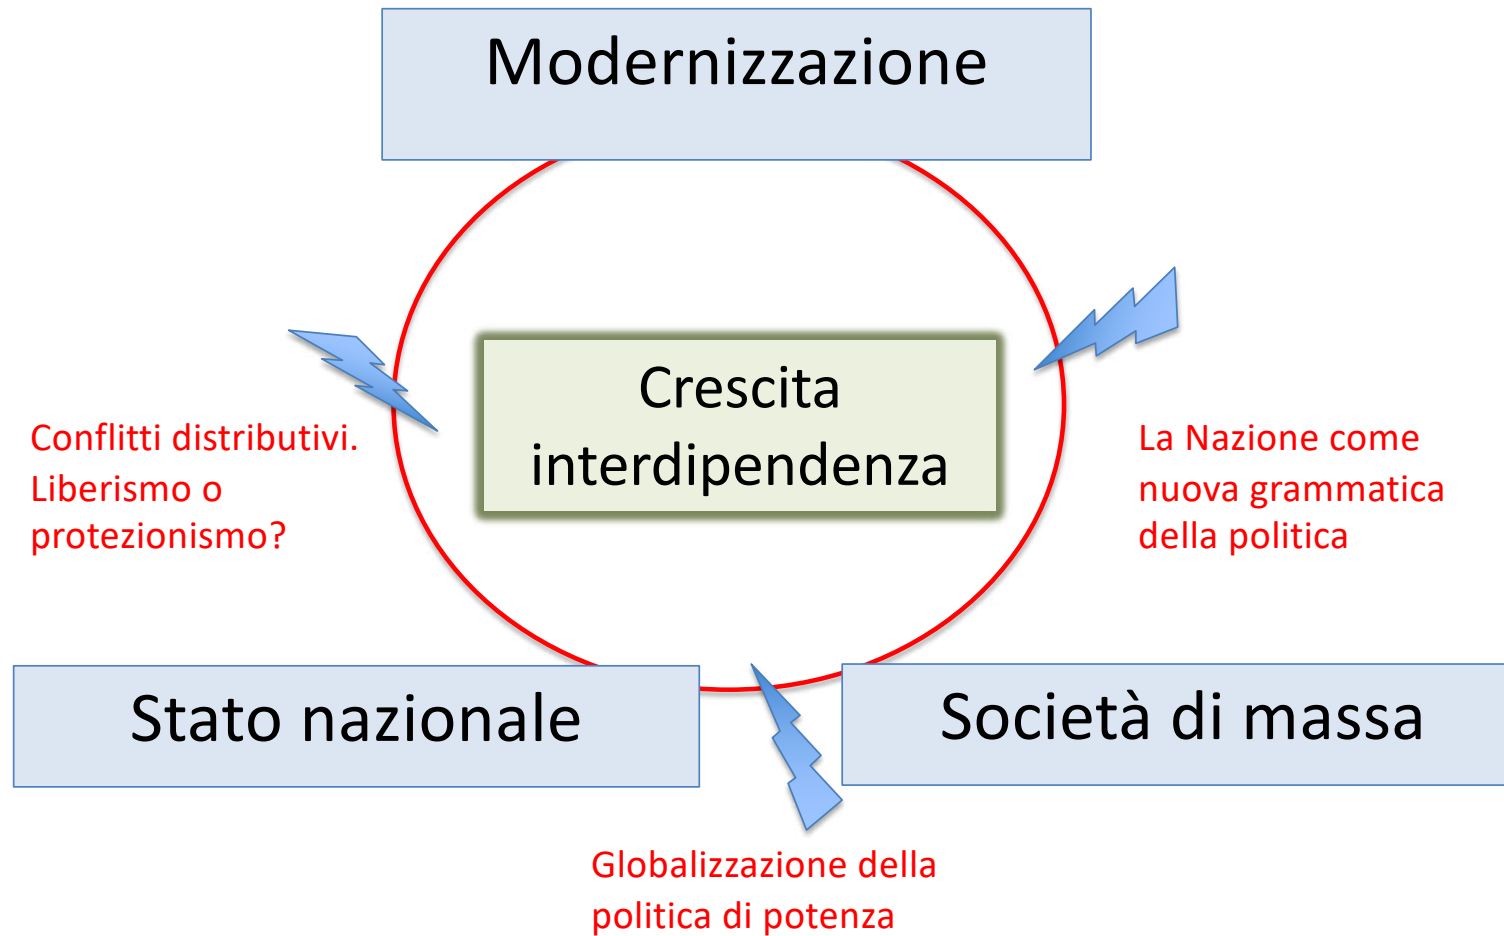 Modernizzazione
Crescita
interdipendenza
Conflitti distributivi.
Liberismo o
protezionismo?
La Nazione come
nuova grammatica
della politica
Stato nazionale
Società di massa
Globalizzazione della
politica di potenza